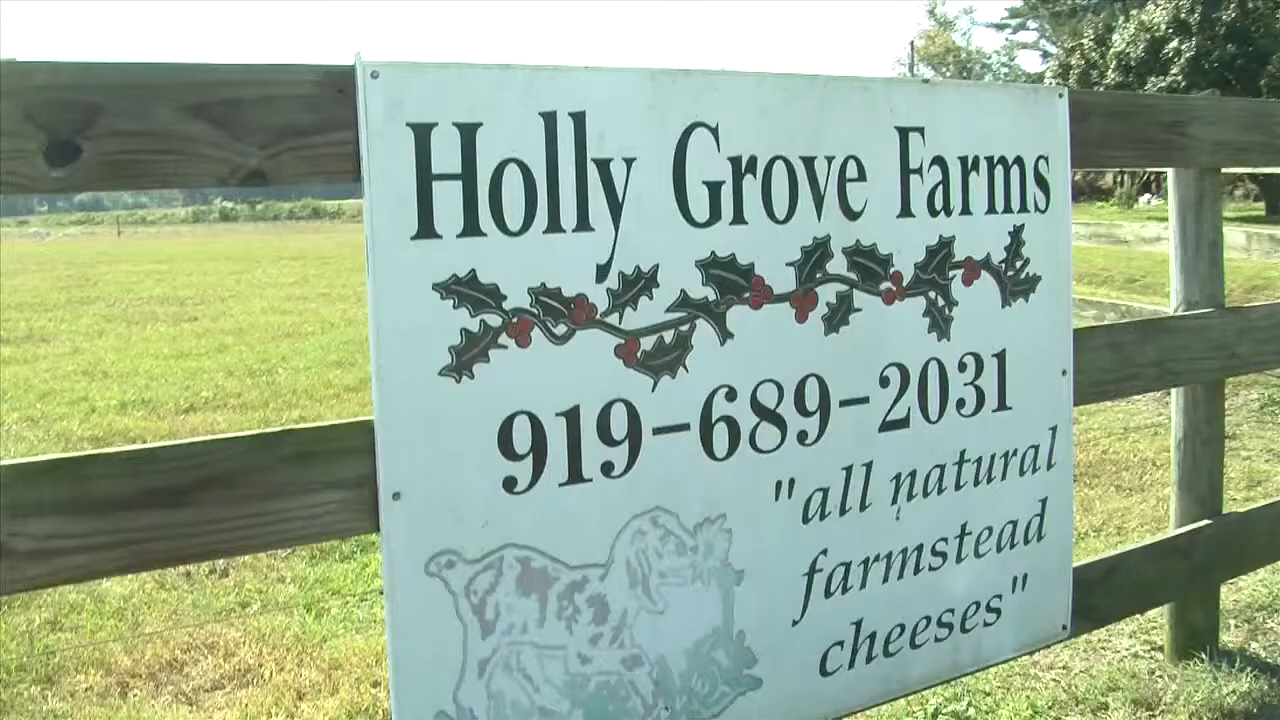 Holly Grove Farms
919-689-2031
"all natural
farmstead
cheeses"